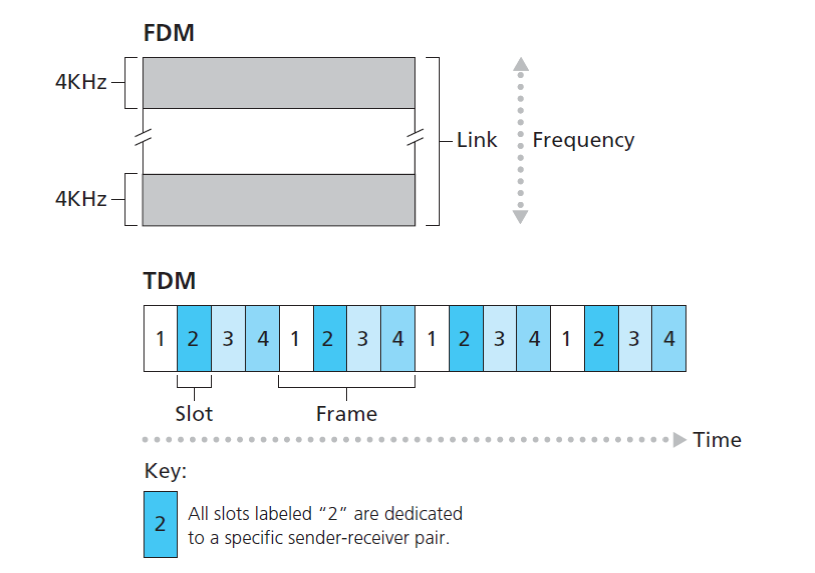 FDM
4KHz
Link
Frequency
4KHz
TDM
1 2 3 4 1 2 3 4 1 2 3 4 1 2 3 4
Slot
Frame
Time
Key:
2
All slots labeled “2” are dedicated
to a specific sender-receiver pair.